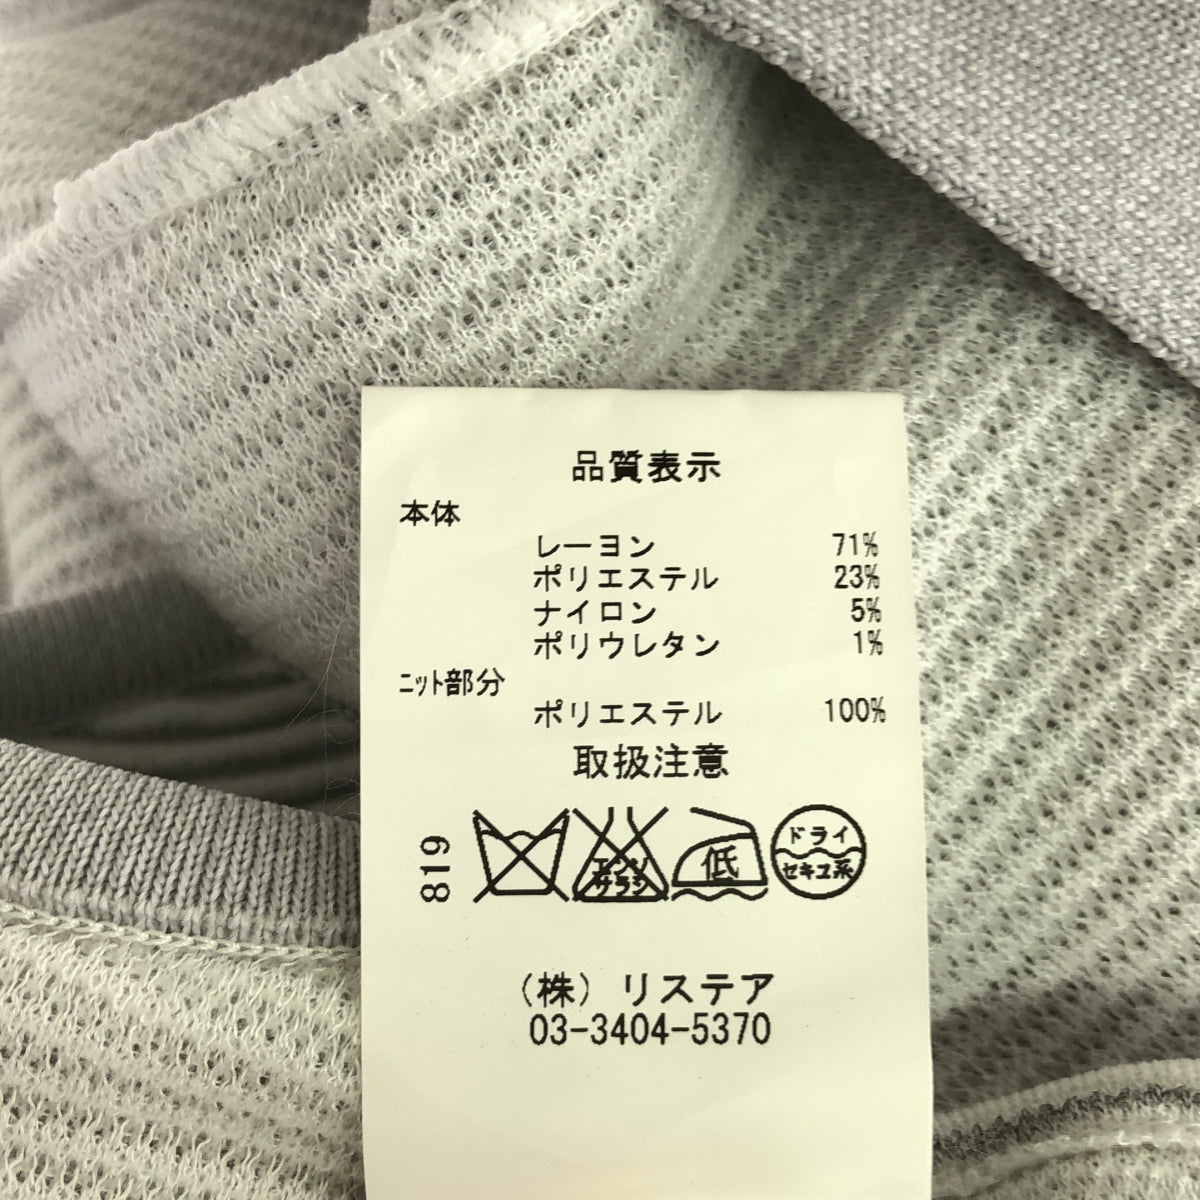 品質表示
本体
レーヨン 71%
ポリエステル 23%
ナイロン 5%
ポリウレタン 1%
ニット部分
ポリエステル 100%
取扱注意
819
エンソ
サラシ
低
ドライ
セキユ系
（株）リステア
03-3404-5370